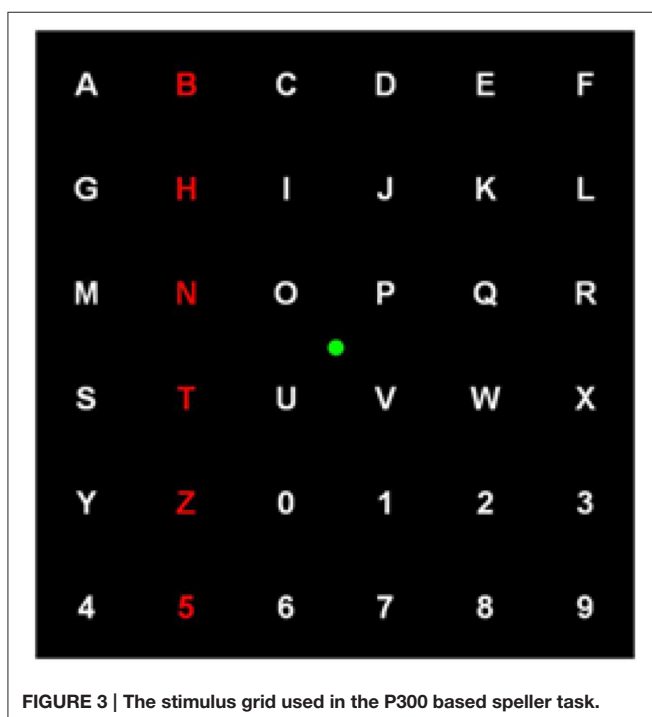 A B C D E F
G H I J K L
M N O P Q R
S T U V W X
Y Z 0 1 2 3
4 5 6 7 8 9
FIGURE 3 | The stimulus grid used in the P300 based speller task.